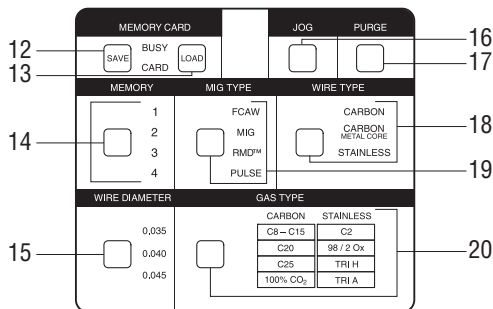 MEMORY CARD JOG PURGE
12 SAVE BUSY LOAD 16
13 CARD 17
MEMORY MIG TYPE WIRE TYPE
1 FCAW CARBON
14 2 MIG CARBON METAL CORE 18
3 RMD™ STAINLESS
4 PULSE 19
WIRE DIAMETER GAS TYPE
CARBON STAINLESS
0.035 C8 – C15 C2
15 0.040 C20 98 / 2 Ox 20
0.045 C25 TRI H
100% CO₂ TRI A